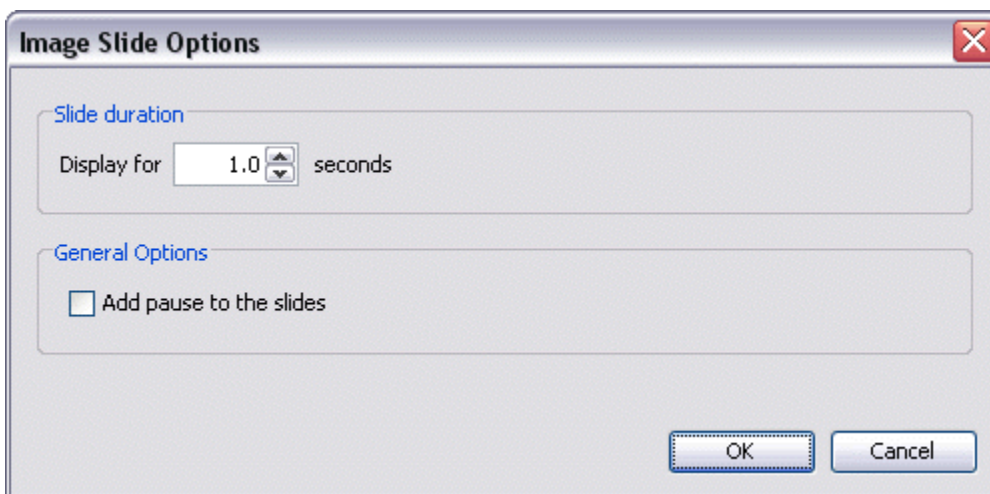 Image Slide Options
Slide duration
Display for 1.0 seconds
General Options
Add pause to the slides
OK Cancel